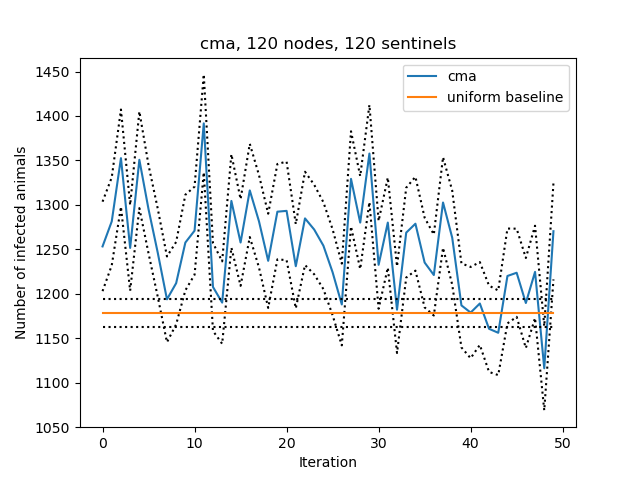 cma, 120 nodes, 120 sentinels
cma
uniform baseline
Number of infected animals
1450
1400
1350
1300
1250
1200
1150
1100
1050
0 10 20 30 40 50
Iteration